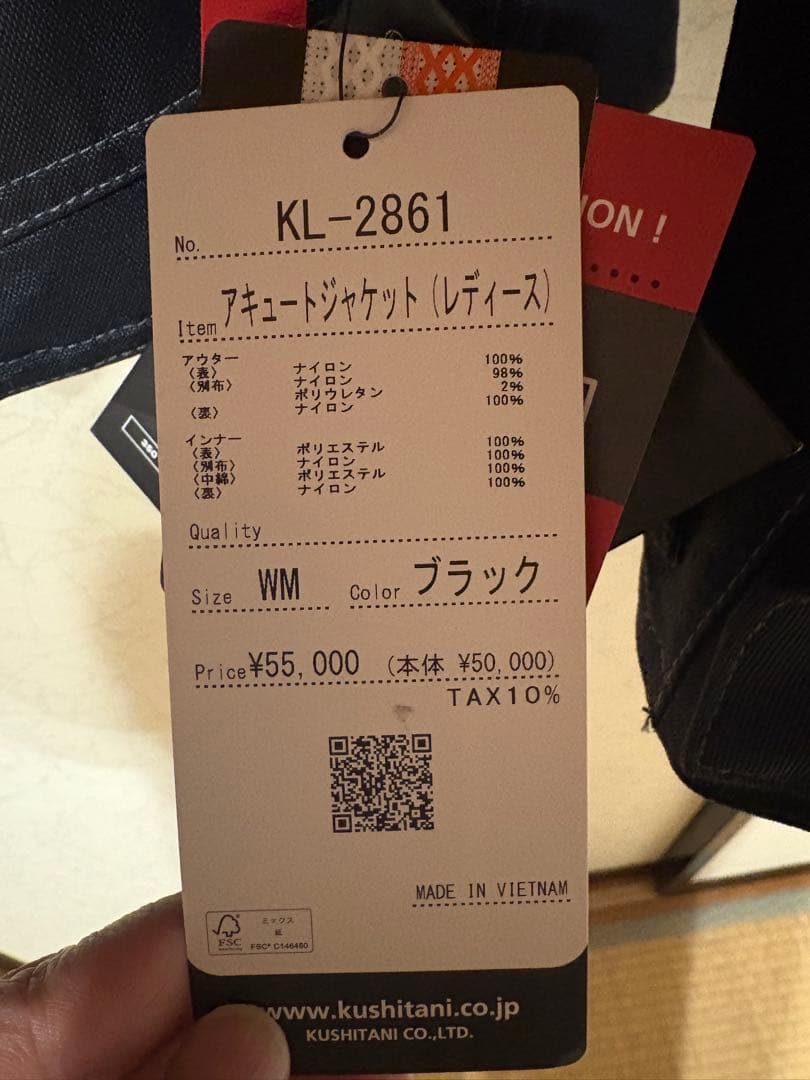 NION !
No. KL-2861
Item アキュートジャケット (レディース)
アウター
〈表〉 ナイロン 100%
〈別布〉 ナイロン 98%
ポリウレタン 2%
〈裏〉 ナイロン 100%
インナー
〈表〉 ポリエステル 100%
〈別布〉 ナイロン 100%
〈中綿〉 ポリエステル 100%
〈裏〉 ナイロン 100%
Quality
Size WM Color ブラック
Price ¥55,000 (本体 ¥50,000)
TAX10%
MADE IN VIETNAM
FSC
ミックス
紙
FSC® C146460
www.kushitani.co.jp
KUSHITANI CO.,LTD.